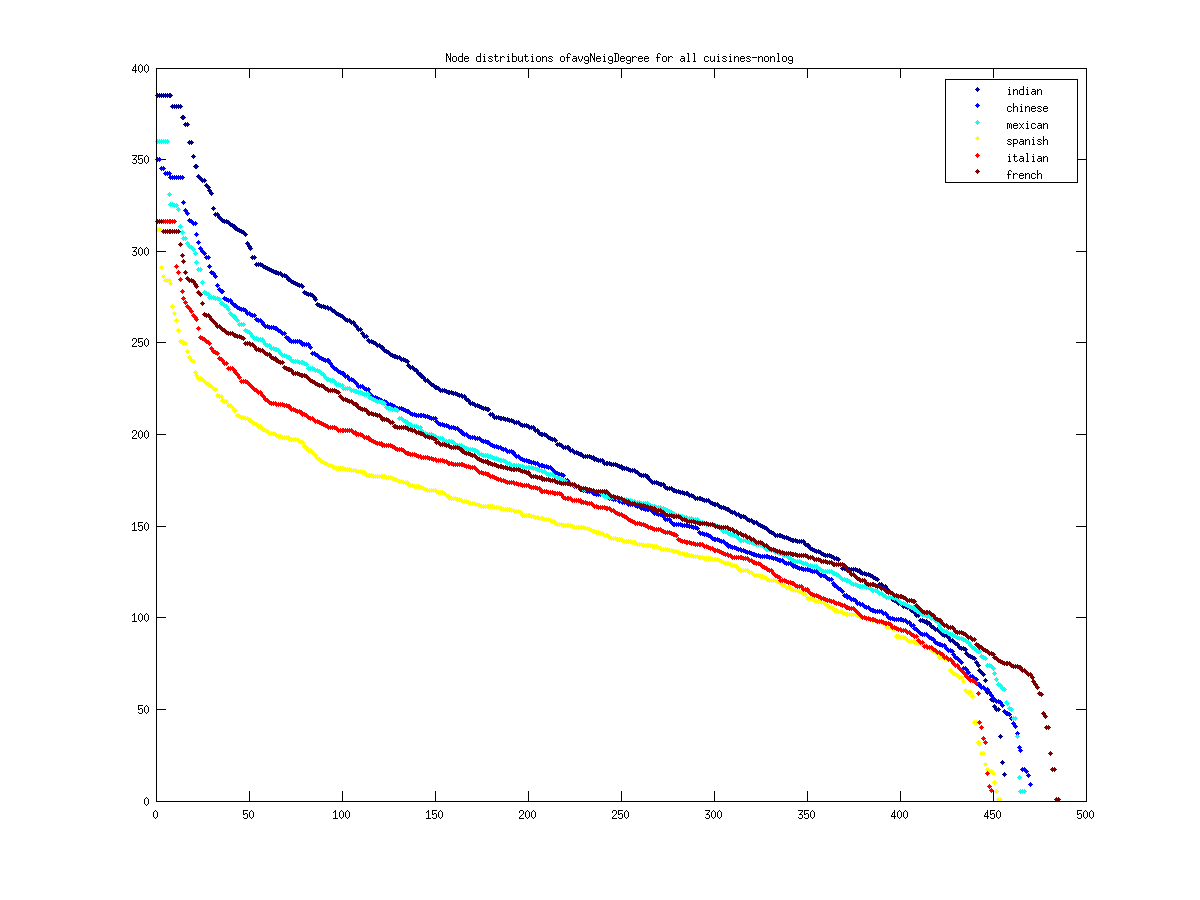 Node distributions ofavgNeigDegree for all cuisines-nonlog
400
350
300
250
200
150
100
50
0
indian
chinese
mexican
spanish
italian
french
0 50 100 150 200 250 300 350 400 450 500